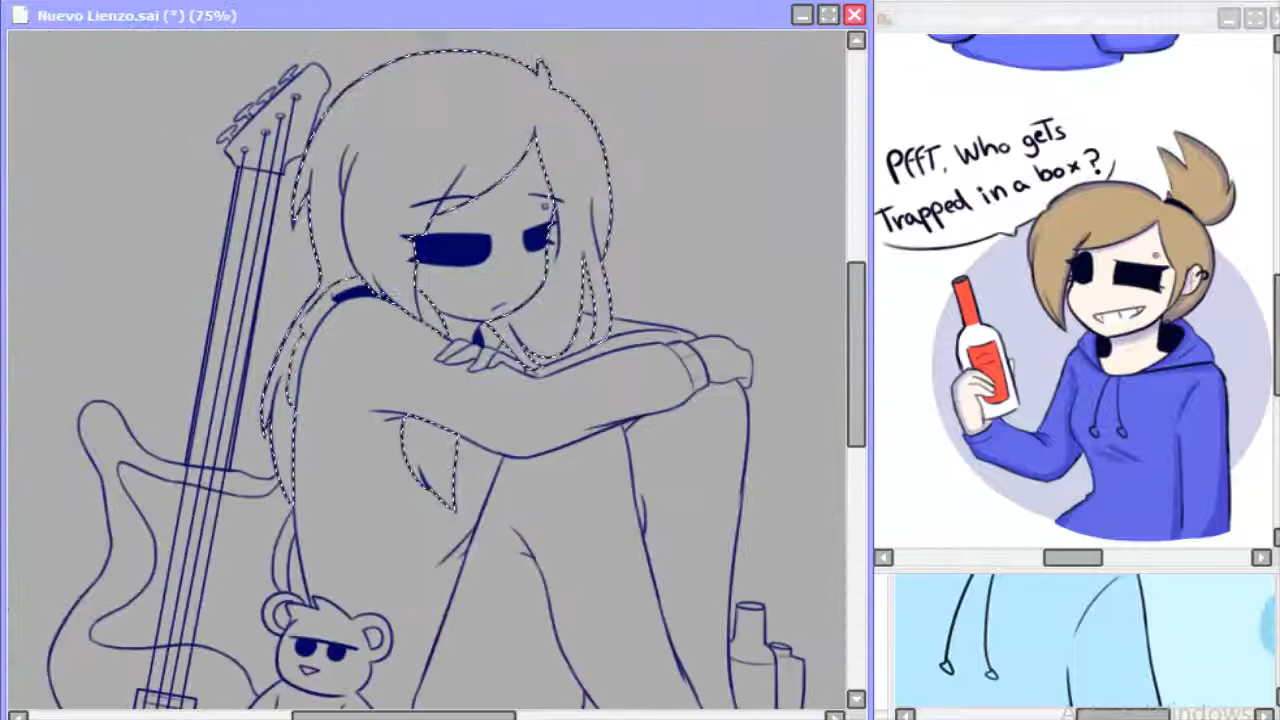 Nuevo Lienzo.sai (*) (75%)
PffT, Who geTs
Trapped in a box?